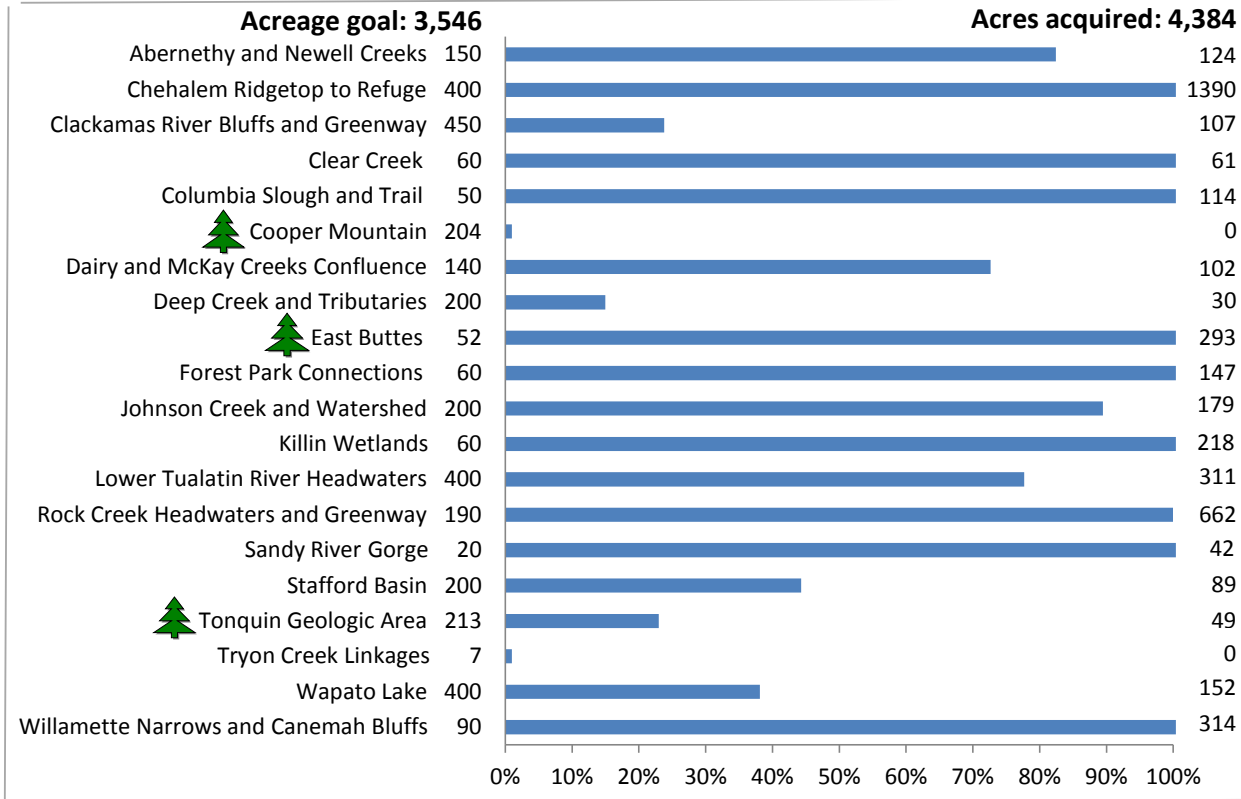 Acreage goal: 3,546 Acres acquired: 4,384
Abernethy and Newell Creeks 150 124
Chehalem Ridgetop to Refuge 400 1390
Clackamas River Bluffs and Greenway 450 107
Clear Creek 60 61
Columbia Slough and Trail 50 114
Cooper Mountain 204 0
Dairy and McKay Creeks Confluence 140 102
Deep Creek and Tributaries 200 30
East Buttes 52 293
Forest Park Connections 60 147
Johnson Creek and Watershed 200 179
Killin Wetlands 60 218
Lower Tualatin River Headwaters 400 311
Rock Creek Headwaters and Greenway 190 662
Sandy River Gorge 20 42
Stafford Basin 200 89
Tonquin Geologic Area 213 49
Tryon Creek Linkages 7 0
Wapato Lake 400 152
Willamette Narrows and Canemah Bluffs 90 314
0% 10% 20% 30% 40% 50% 60% 70% 80% 90% 100%